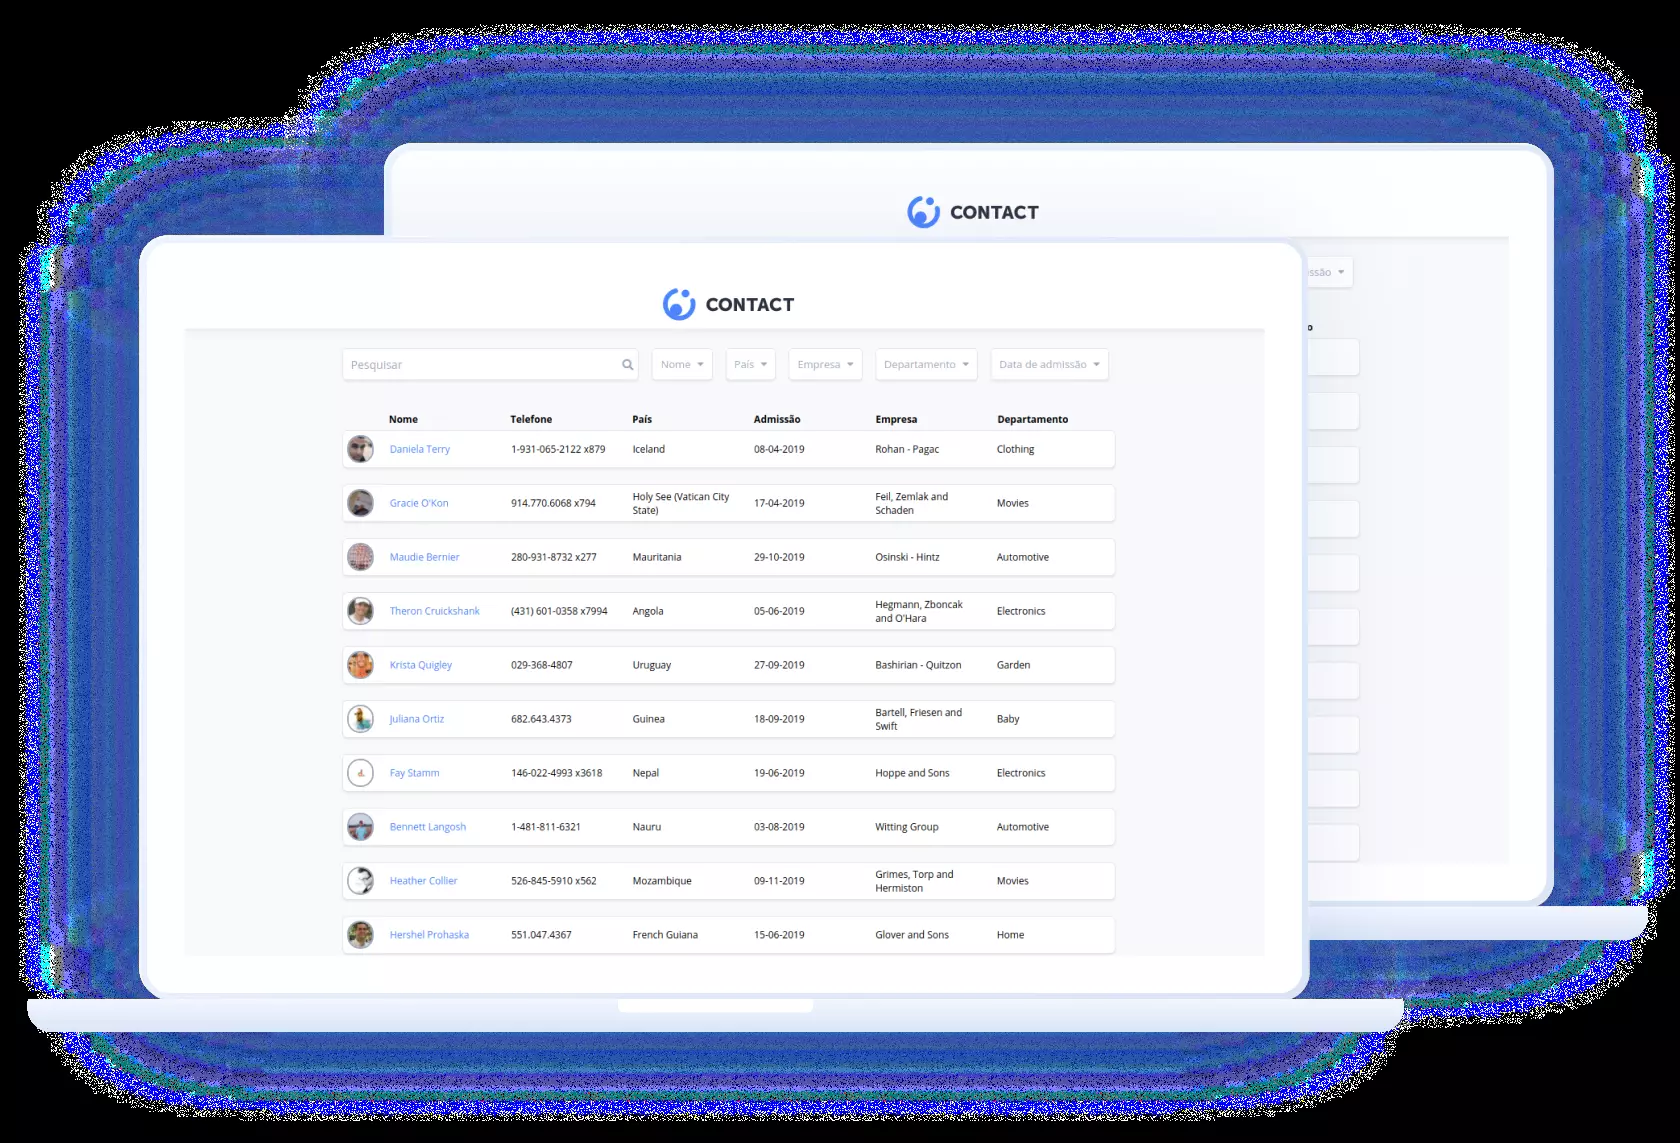 CONTACT
ssão
o
CONTACT
Pesquisar Nome País Empresa Departamento Data de admissão
Nome Telefone País Admissão Empresa Departamento
Daniela Terry 1-931-065-2122 x879 Iceland 08-04-2019 Rohan - Pagac Clothing
Gracie O'Kon 914.770.6068 x794 Holy See (Vatican City 17-04-2019 Feil, Zemlak and Movies
State) Schaden
Maudie Bernier 280-931-8732 x277 Mauritania 29-10-2019 Osinski - Hintz Automotive
Theron Cruickshank (431) 601-0358 x7994 Angola 05-06-2019 Hegmann, Zboncak Electronics
and O'Hara
Krista Quigley 029-368-4807 Uruguay 27-09-2019 Bashirian - Quitzon Garden
Juliana Ortiz 682.643.4373 Guinea 18-09-2019 Bartell, Friesen and Baby
Swift
Fay Stamm 146-022-4993 x3618 Nepal 19-06-2019 Hoppe and Sons Electronics
Bennett Langosh 1-481-811-6321 Nauru 03-08-2019 Witting Group Automotive
Heather Collier 526-845-5910 x562 Mozambique 09-11-2019 Grimes, Torp and Movies
Hermiston
Hershel Prohaska 551.047.4367 French Guiana 15-06-2019 Glover and Sons Home